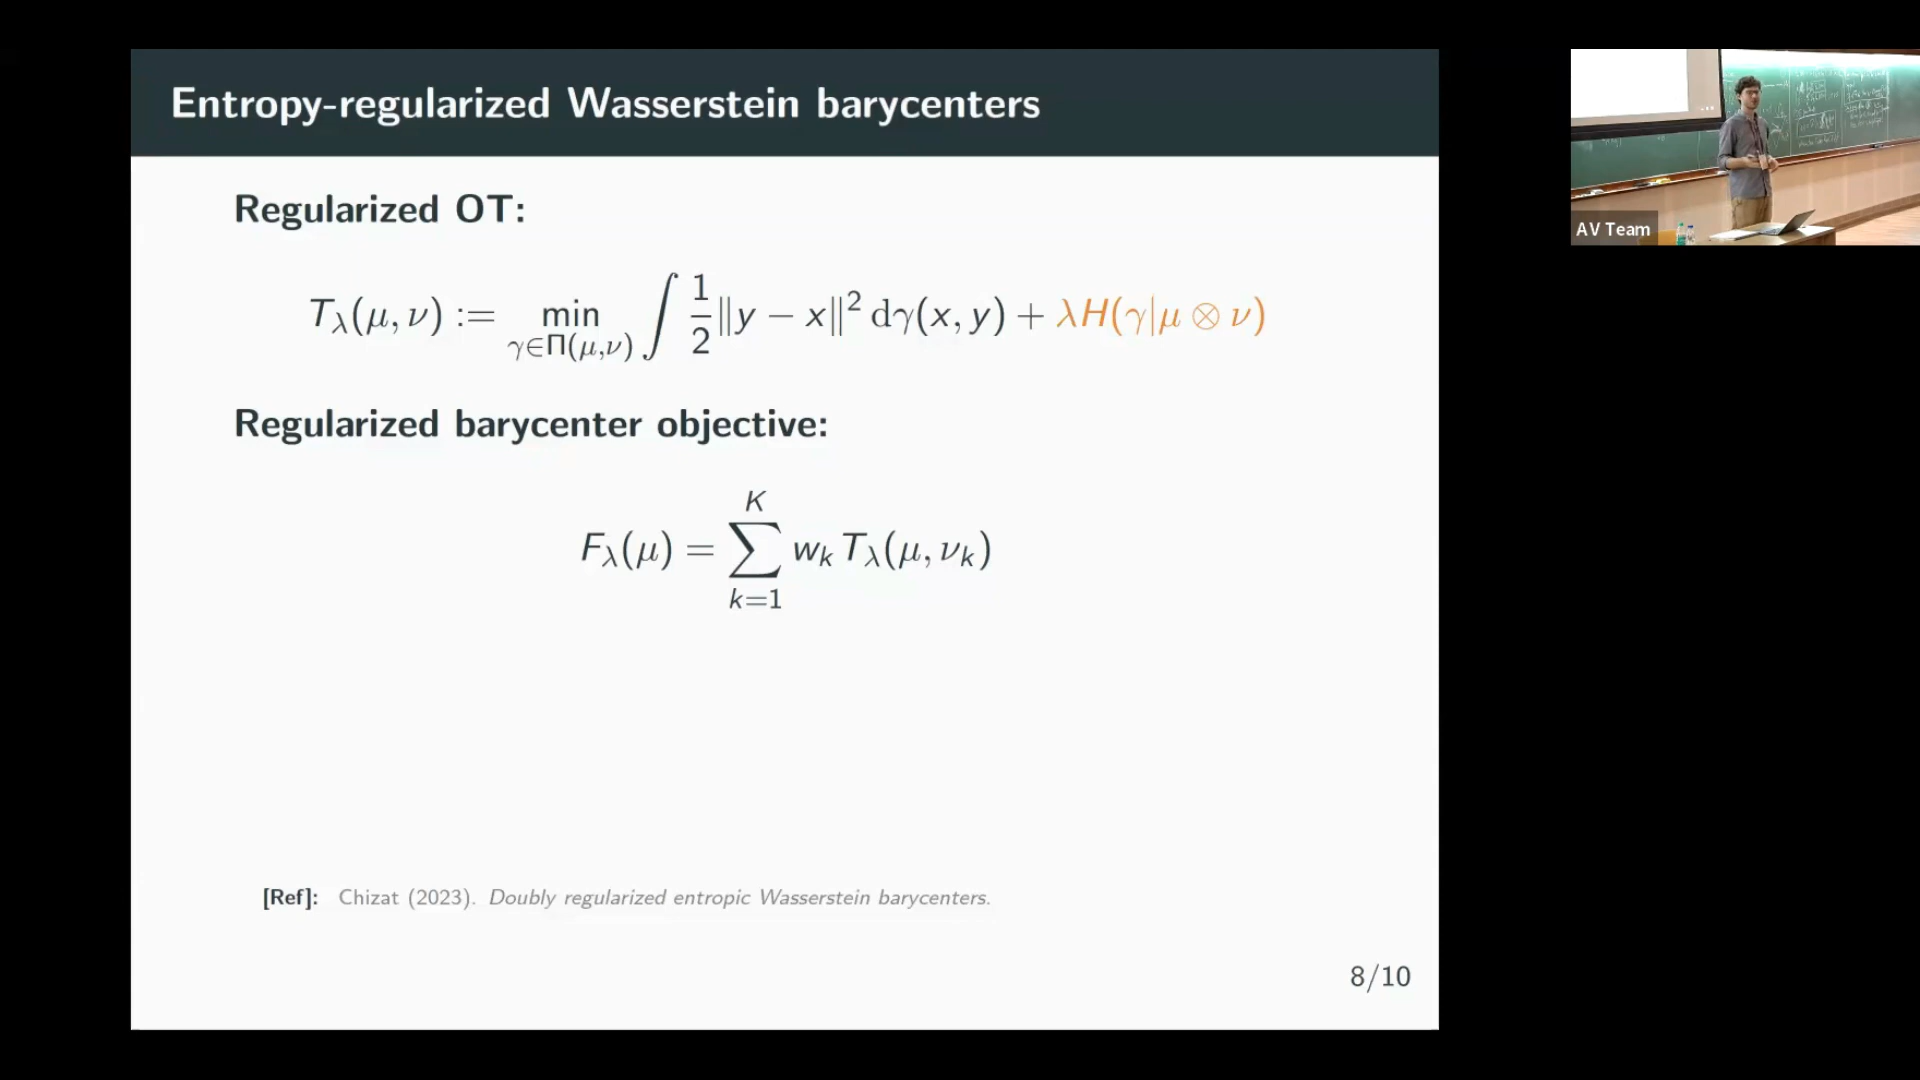 Entropy-regularized Wasserstein barycenters
Regularized OT:
T_λ(μ, ν) := min_{γ∈Π(μ,ν)} ∫ 1/2 ‖y − x‖² dγ(x, y) + λH(γ|μ ⊗ ν)
Regularized barycenter objective:
F_λ(μ) = ∑_{k=1}^{K} w_k T_λ(μ, ν_k)
[Ref]: Chizat (2023). Doubly regularized entropic Wasserstein barycenters.
8/10
AV Team